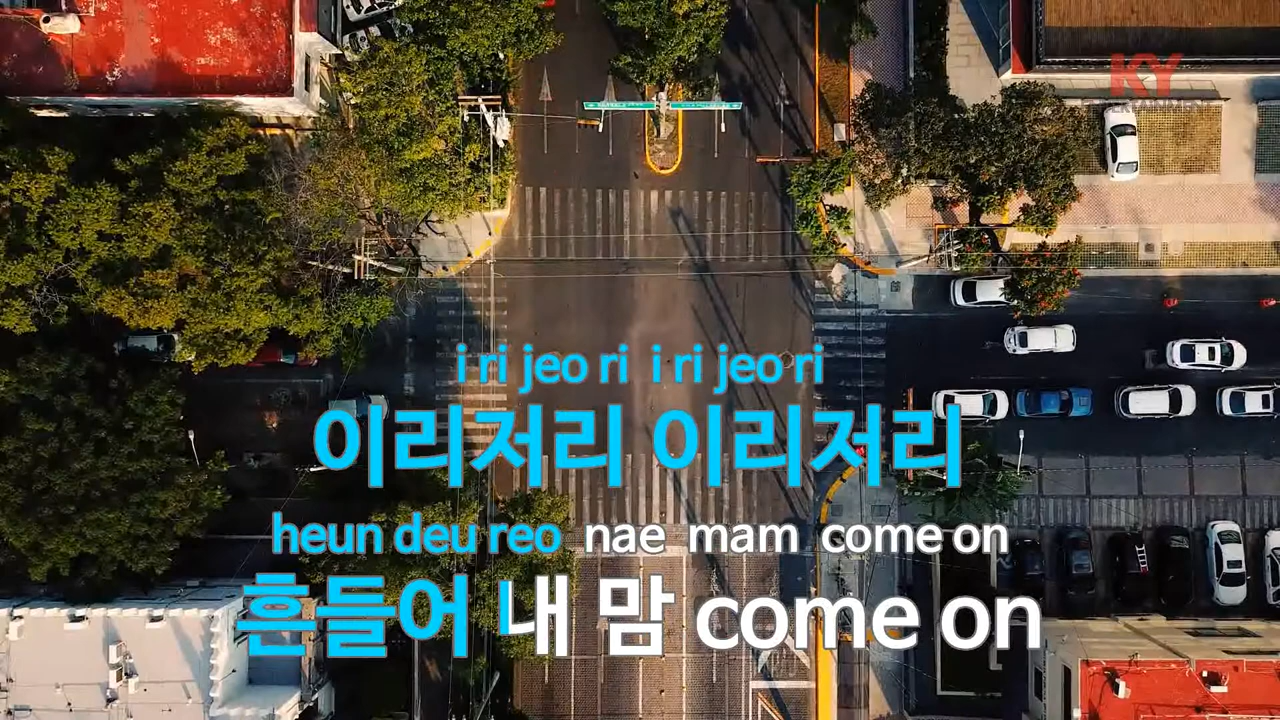 KY
ENTERTAINMENT
i ri jeo ri i ri jeo ri
이리저리 이리저리
heun deu reo nae mam come on
흔들어 내 맘 come on